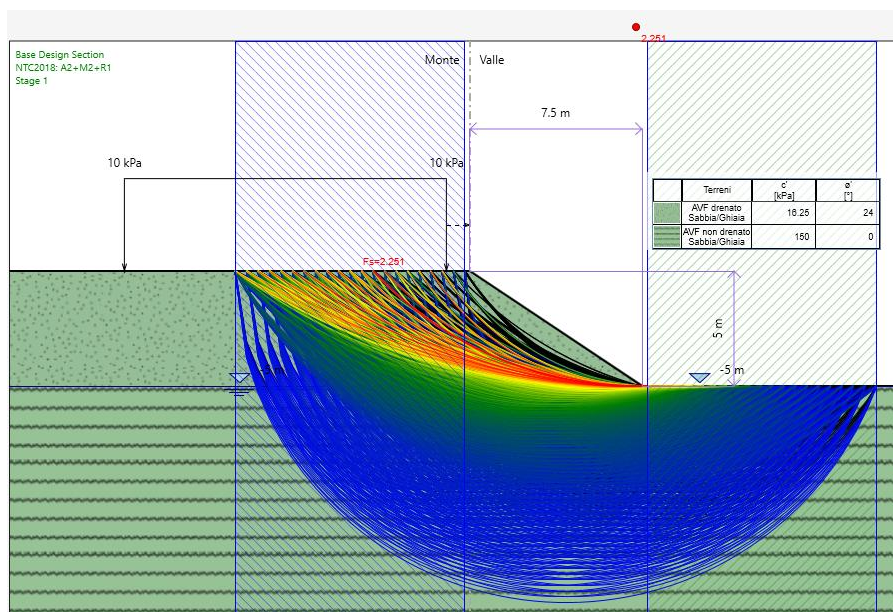 2.251
Base Design Section
NTC2018: A2+M2+R1
Stage 1
Monte
Valle
7.5 m
10 kPa
10 kPa
Terreni
c'
[kPa]
ø'
[°]
AVF drenato
Sabbia/Ghiaia
16.25
24
AVF non drenato
Sabbia/Ghiaia
150
0
Fs=2.251
5 m
-5 m